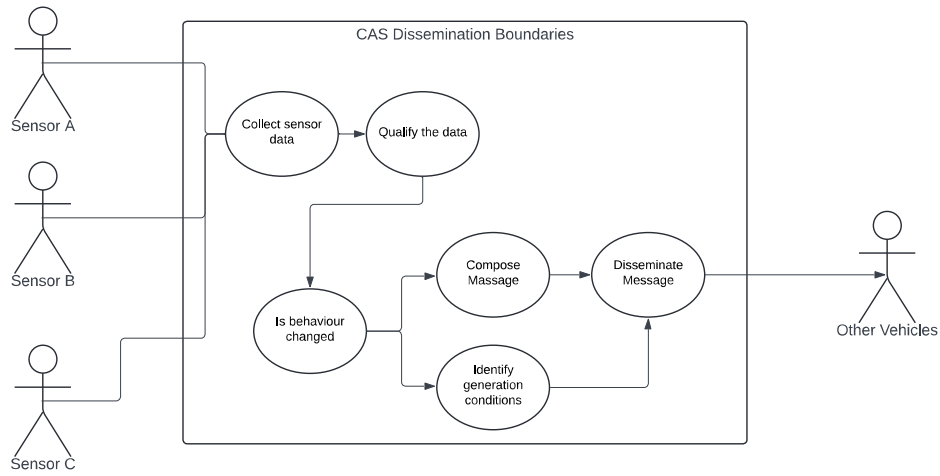 CAS Dissemination Boundaries
Sensor A
Collect sensor
data
Qualify the data
Sensor B
Compose
Massage
Disseminate
Message
Is behaviour
changed
Other Vehicles
Identify
generation
conditions
Sensor C